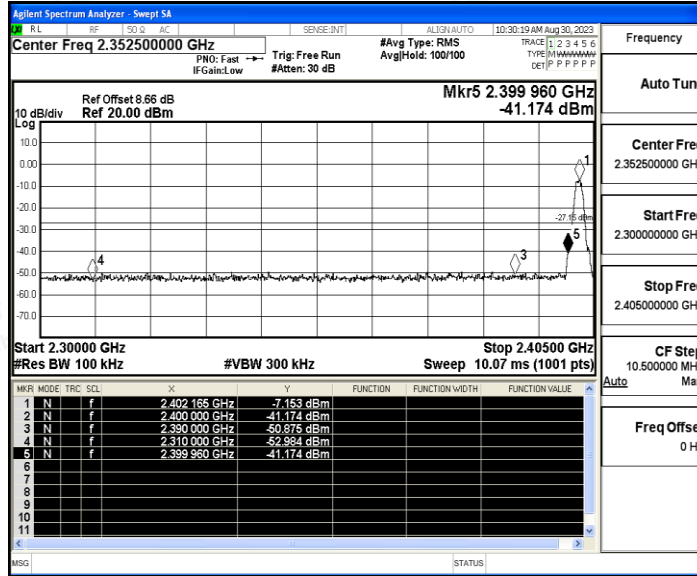 Agilent Spectrum Analyzer - Swept SA
RL RF 50 Ω AC SENSE:INT ALIGN AUTO 10:30:19 AM Aug 30, 2023
Center Freq 2.352500000 GHz
PNO: Fast
IFGain:Low
Trig: Free Run
#Atten: 30 dB
#Avg Type: RMS
Avg|Hold: 100/100
TRACE 1 2 3 4 5 6
TYPE
DET P P P P P P
Ref Offset 8.66 dB
10 dB/div Ref 20.00 dBm
Log
Mkr5 2.399 960 GHz
-41.174 dBm
10.0
0.00
-10.0
-20.0
-30.0
-40.0
-50.0
-60.0
-70.0
1
-27.15 dBm
5
3
4
Start 2.30000 GHz Stop 2.40500 GHz
#Res BW 100 kHz #VBW 300 kHz Sweep 10.07 ms (1001 pts)
MKR MODE TRC SCL X Y FUNCTION FUNCTION WIDTH FUNCTION VALUE
1 N f 2.402 165 GHz -7.153 dBm
2 N f 2.400 000 GHz -41.174 dBm
3 N f 2.390 000 GHz -50.875 dBm
4 N f 2.310 000 GHz -52.984 dBm
5 N f 2.399 960 GHz -41.174 dBm
6
7
8
9
10
11
MSG STATUS
Frequency
Auto Tun
Center Fre
2.352500000 GH
Start Fre
2.300000000 GH
Stop Fre
2.405000000 GH
CF Step
10.500000 MH
Auto Ma
Freq Offse
0 H